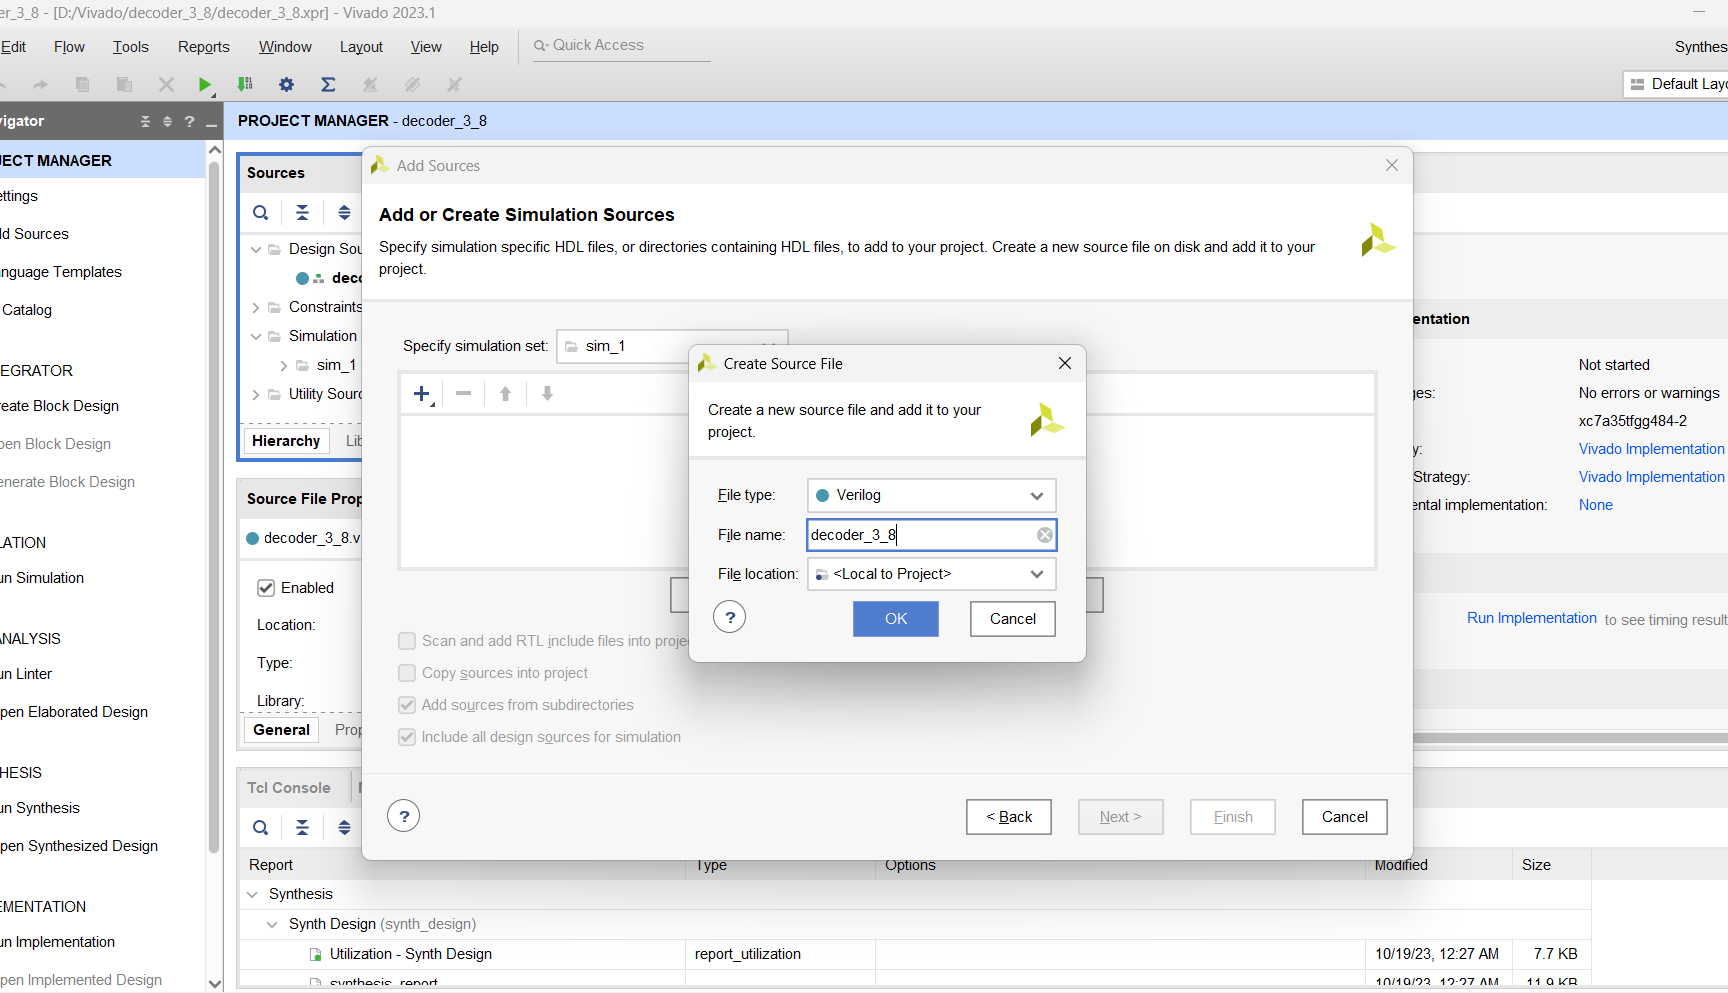 er_3_8 - [D:/Vivado/decoder_3_8/decoder_3_8.xpr] - Vivado 2023.1
Edit Flow Tools Reports Window Layout View Help Quick Access
Synthes
Default Layo
igator
PROJECT MANAGER - decoder_3_8
JECT MANAGER
ettings
ld Sources
nguage Templates
Catalog
EGRATOR
reate Block Design
pen Block Design
enerate Block Design
LATION
un Simulation
ANALYSIS
un Linter
pen Elaborated Design
HESIS
un Synthesis
pen Synthesized Design
EMENTATION
un Implementation
pen Implemented Design
Sources
Design Sou
deco
Constraints
Simulation
sim_1
Utility Sourc
Hierarchy Lib
Source File Prop
decoder_3_8.v
Enabled
Location:
Type:
Library:
General Prop
Add Sources
Add or Create Simulation Sources
Specify simulation specific HDL files, or directories containing HDL files, to add to your project. Create a new source file on disk and add it to your
project.
Specify simulation set: sim_1
Create Source File
Create a new source file and add it to your
project.
File type: Verilog
File name: decoder_3_8
File location: <Local to Project>
? OK Cancel
Scan and add RTL include files into projec
Copy sources into project
Add sources from subdirectories
Include all design sources for simulation
? < Back Next > Finish Cancel
entation
Not started
ges: No errors or warnings
xc7a35tfgg484-2
y: Vivado Implementation
Strategy: Vivado Implementation
ental implementation: None
Run Implementation to see timing result
Tcl Console
Report Type Options Modified Size
Synthesis
Synth Design (synth_design)
Utilization - Synth Design report_utilization 10/19/23, 12:27 AM 7.7 KB
synthesis_report 10/19/23, 12:27 AM 11.9 KB